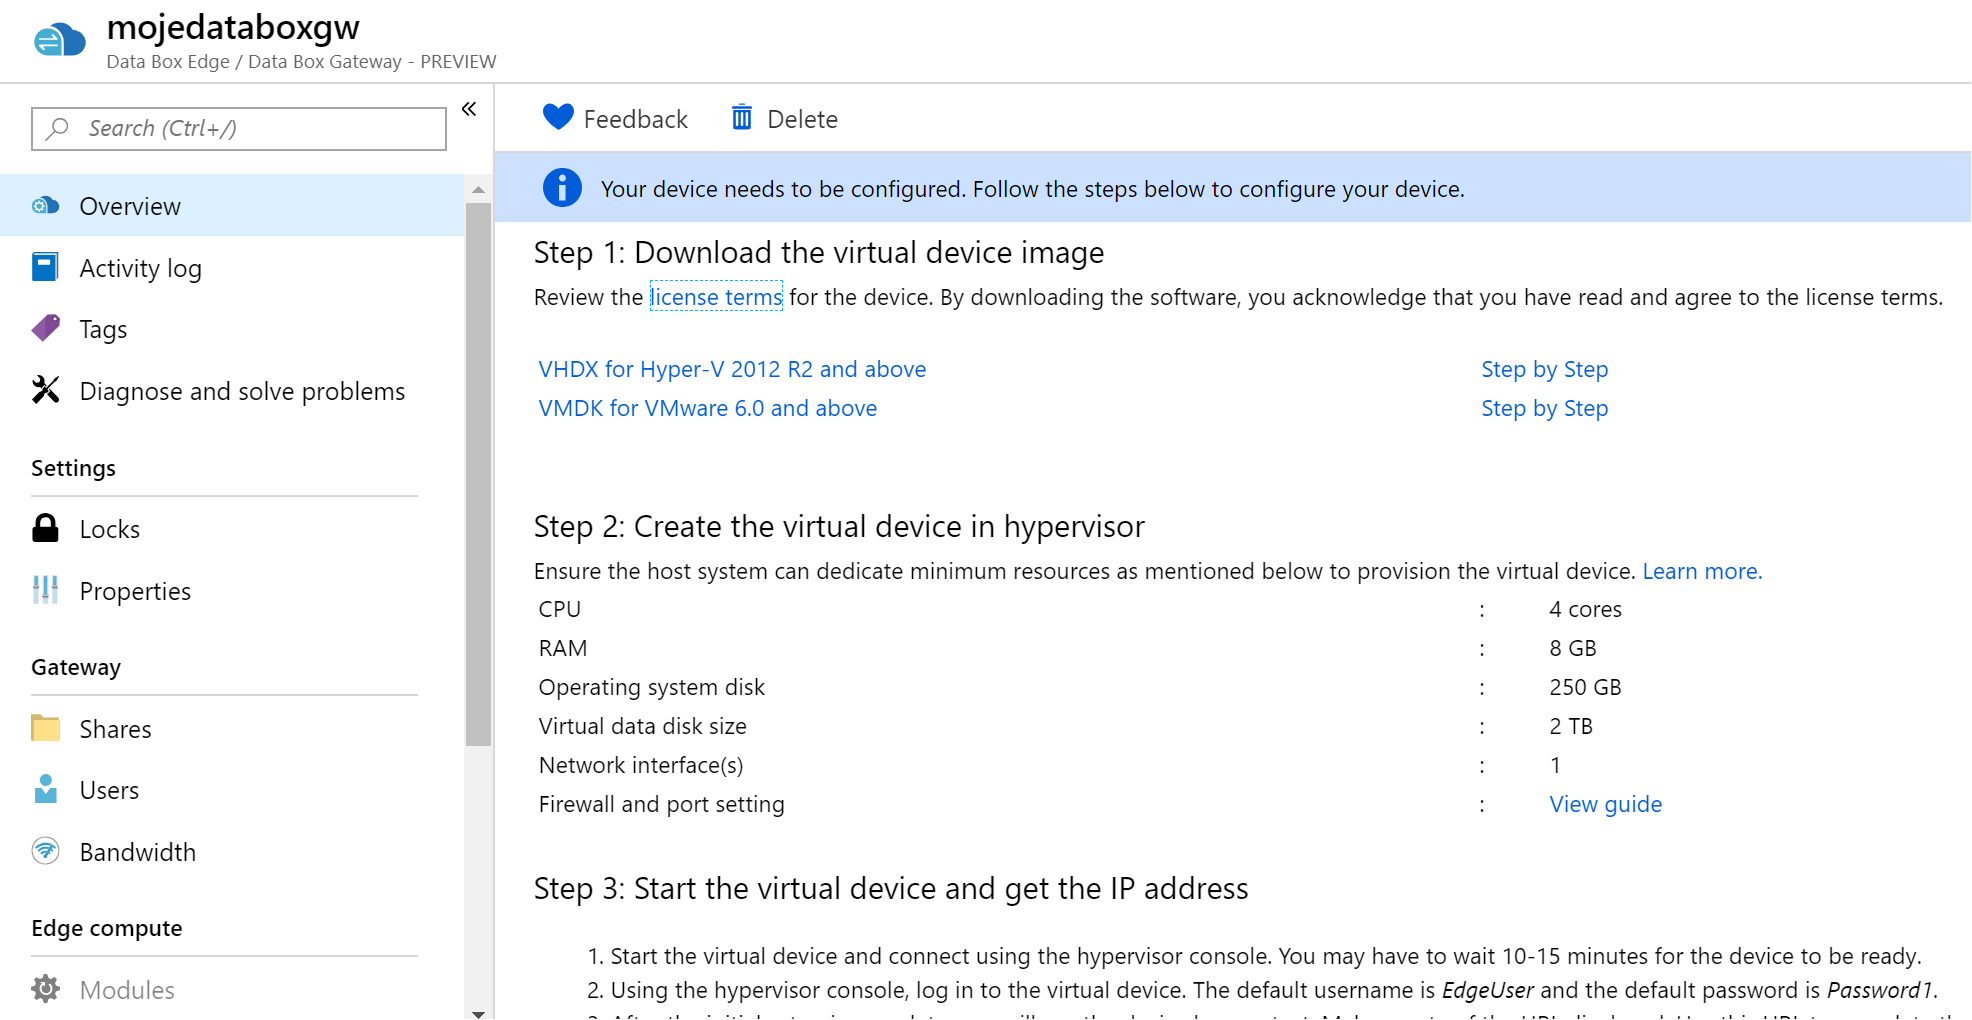 mojedataboxgw
Data Box Edge / Data Box Gateway - PREVIEW
Search (Ctrl+/)
Overview
Activity log
Tags
Diagnose and solve problems
Settings
Locks
Properties
Gateway
Shares
Users
Bandwidth
Edge compute
Modules
Feedback
Delete
Your device needs to be configured. Follow the steps below to configure your device.
Step 1: Download the virtual device image
Review the license terms for the device. By downloading the software, you acknowledge that you have read and agree to the license terms.
VHDX for Hyper-V 2012 R2 and above Step by Step
VMDK for VMware 6.0 and above Step by Step
Step 2: Create the virtual device in hypervisor
Ensure the host system can dedicate minimum resources as mentioned below to provision the virtual device. Learn more.
CPU : 4 cores
RAM : 8 GB
Operating system disk : 250 GB
Virtual data disk size : 2 TB
Network interface(s) : 1
Firewall and port setting : View guide
Step 3: Start the virtual device and get the IP address
1. Start the virtual device and connect using the hypervisor console. You may have to wait 10-15 minutes for the device to be ready.
2. Using the hypervisor console, log in to the virtual device. The default username is EdgeUser and the default password is Password1.